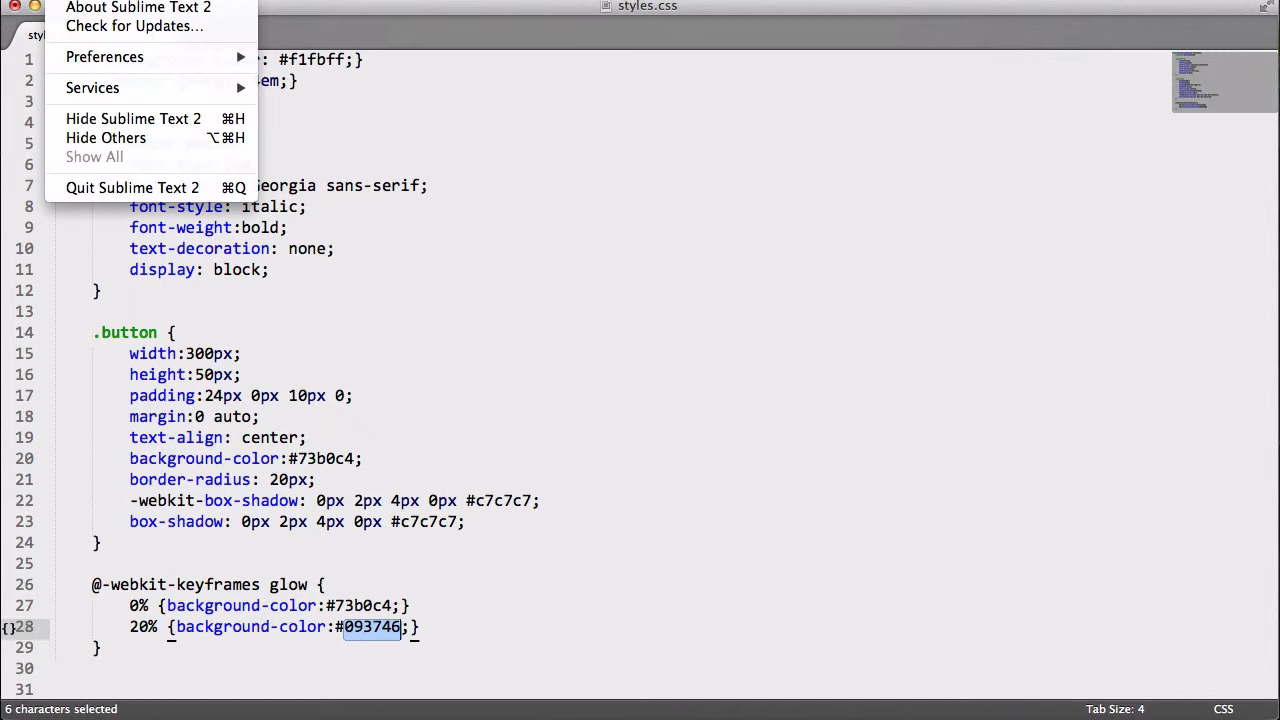 styles.css
About Sublime Text 2
Check for Updates...
Preferences
Services
Hide Sublime Text 2 ⌘H
Hide Others ⌥⌘H
Show All
Quit Sublime Text 2 ⌘Q
1 : #f1fbff;}
2 em;}
3
4
5
6
7 Georgia sans-serif;
8 font-style: italic;
9 font-weight:bold;
10 text-decoration: none;
11 display: block;
12 }
13
14 .button {
15 width:300px;
16 height:50px;
17 padding:24px 0px 10px 0;
18 margin:0 auto;
19 text-align: center;
20 background-color:#73b0c4;
21 border-radius: 20px;
22 -webkit-box-shadow: 0px 2px 4px 0px #c7c7c7;
23 box-shadow: 0px 2px 4px 0px #c7c7c7;
24 }
25
26 @-webkit-keyframes glow {
27 0% {background-color:#73b0c4;}
{}28 20% {background-color:#093746;}
29 }
30
31
6 characters selected
Tab Size: 4
CSS